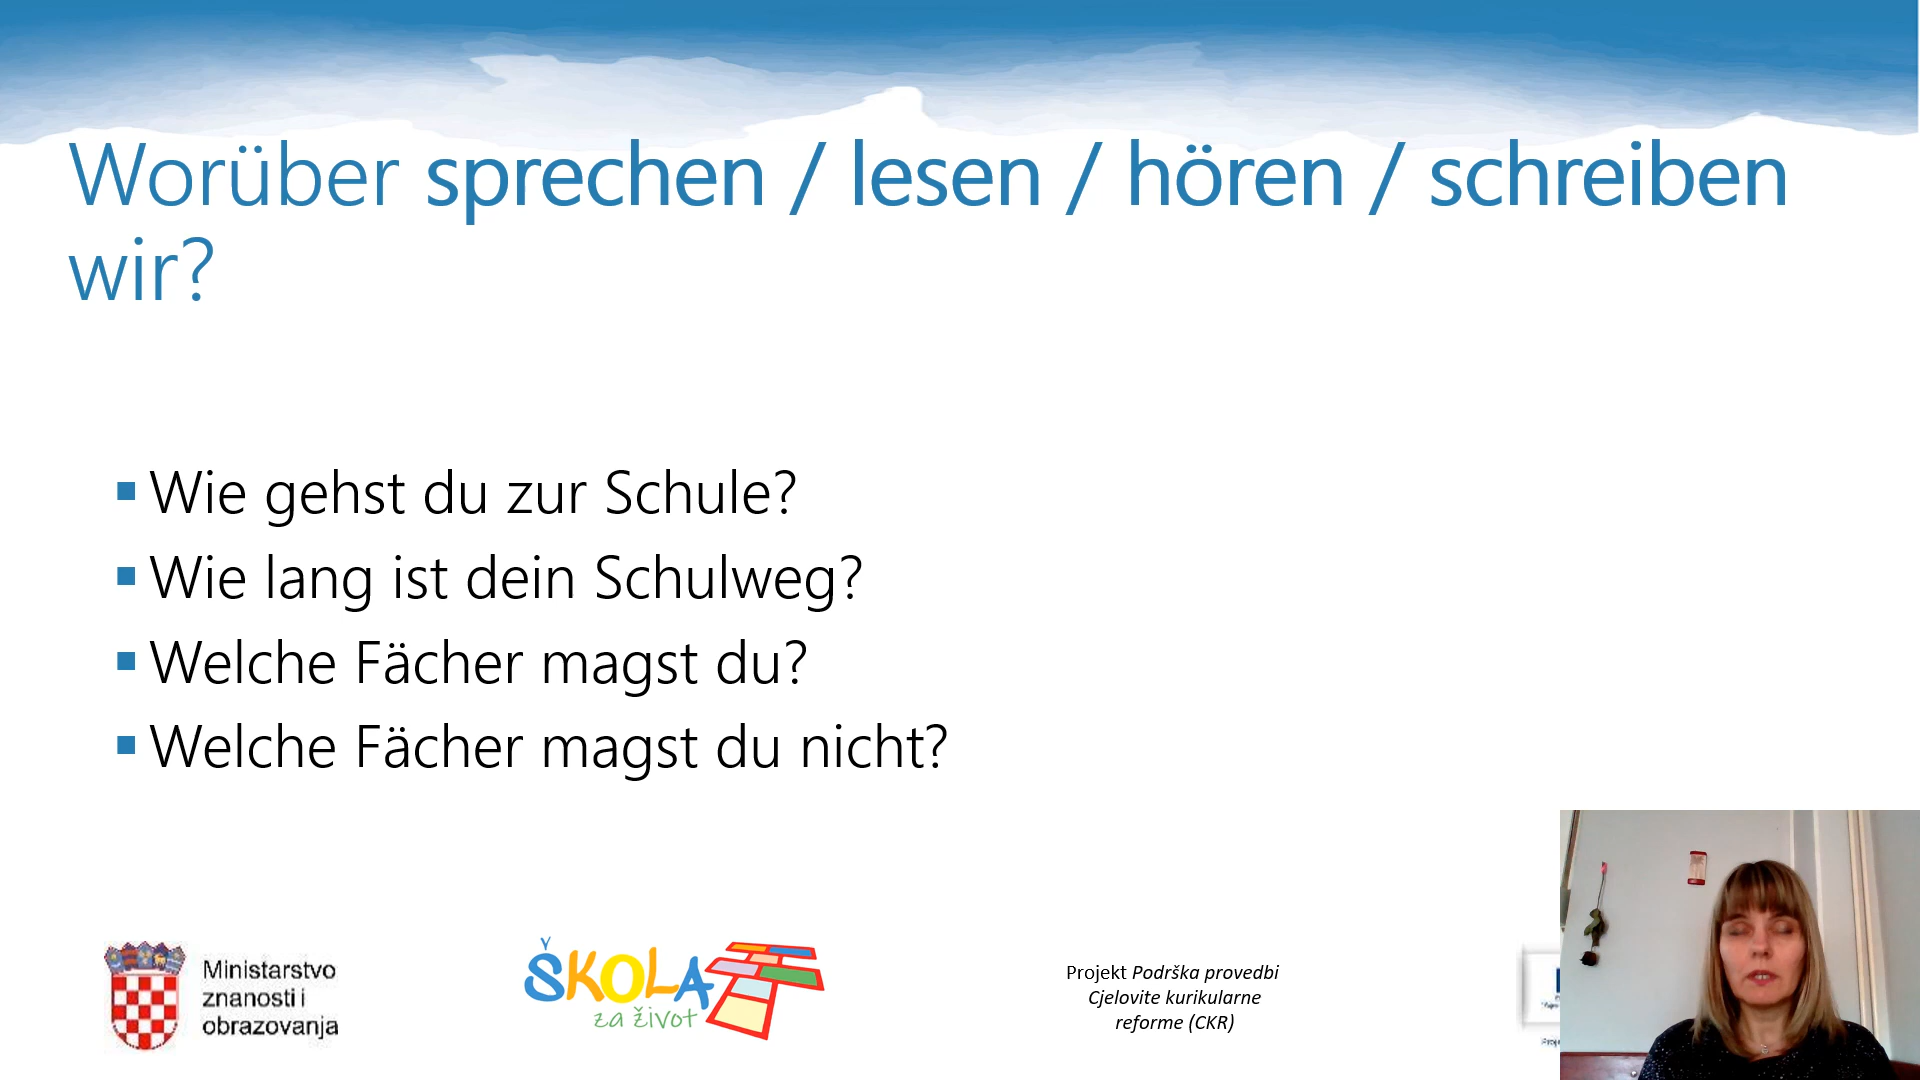 Worüber sprechen / lesen / hören / schreiben
wir?
Wie gehst du zur Schule?
Wie lang ist dein Schulweg?
Welche Fächer magst du?
Welche Fächer magst du nicht?
Ministarstvo
znanosti i
obrazovanja
ŠKOLA
za život
Projekt Podrška provedbi
Cjelovite kurikularne
reforme (CKR)